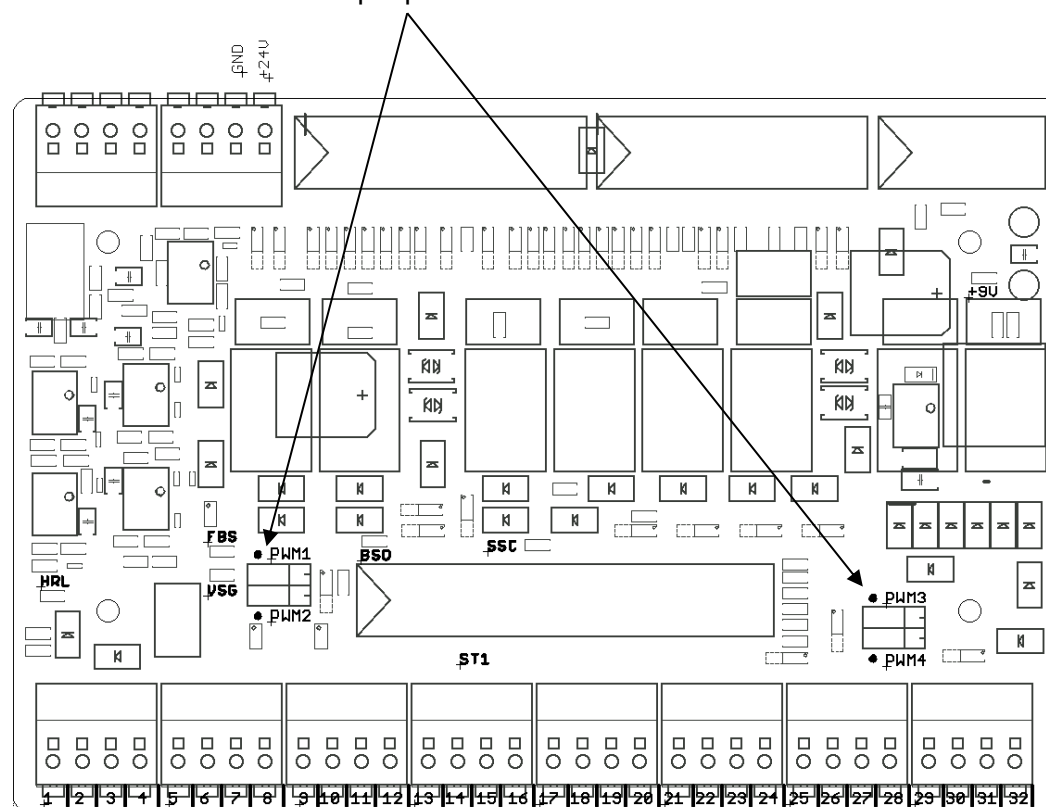 GND
+24V
+9V
FBS
PWM1
BSO
SSC
HRL
VSG
PWM2
PWM3
ST1
PWM4
1 2 3 4 5 6 7 8 9 10 11 12 13 14 15 16 17 18 19 20 21 22 23 24 25 26 27 28 29 30 31 32